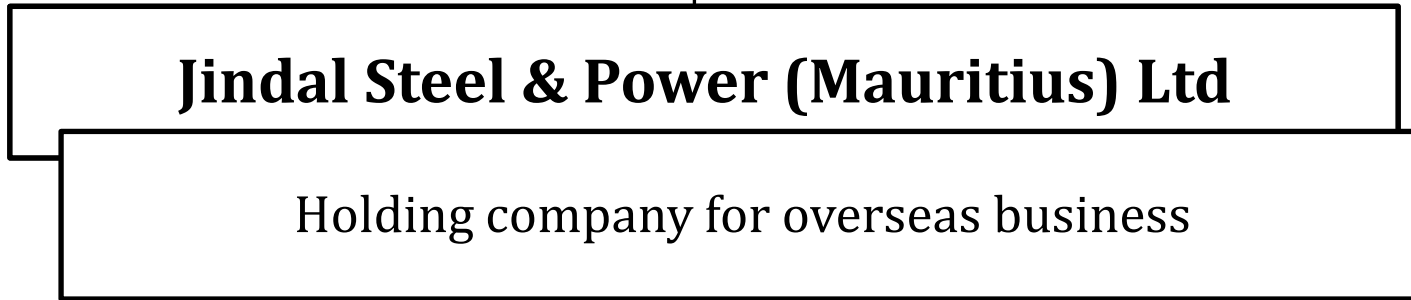 Jindal Steel & Power (Mauritius) Ltd
Holding company for overseas business